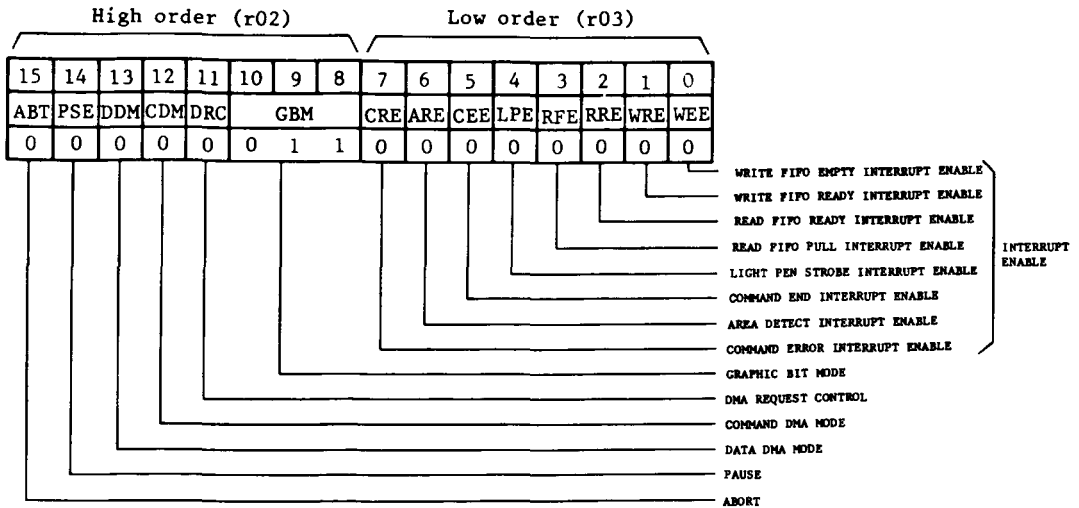 High order (r02) Low order (r03)
15 14 13 12 11 10 9 8 7 6 5 4 3 2 1 0
ABT PSE DDM CDM DRC GBM CRE ARE CEE LPE RFE RRE WRE WEE
0 0 0 0 0 0 1 1 0 0 0 0 0 0 0 0
WRITE FIFO EMPTY INTERRUPT ENABLE
WRITE FIFO READY INTERRUPT ENABLE
READ FIFO READY INTERRUPT ENABLE
READ FIFO PULL INTERRUPT ENABLE
INTERRUPT
ENABLE
LIGHT PEN STROBE INTERRUPT ENABLE
COMMAND END INTERRUPT ENABLE
AREA DETECT INTERRUPT ENABLE
COMMAND ERROR INTERRUPT ENABLE
GRAPHIC BIT MODE
DMA REQUEST CONTROL
COMMAND DMA MODE
DATA DMA MODE
PAUSE
ABORT